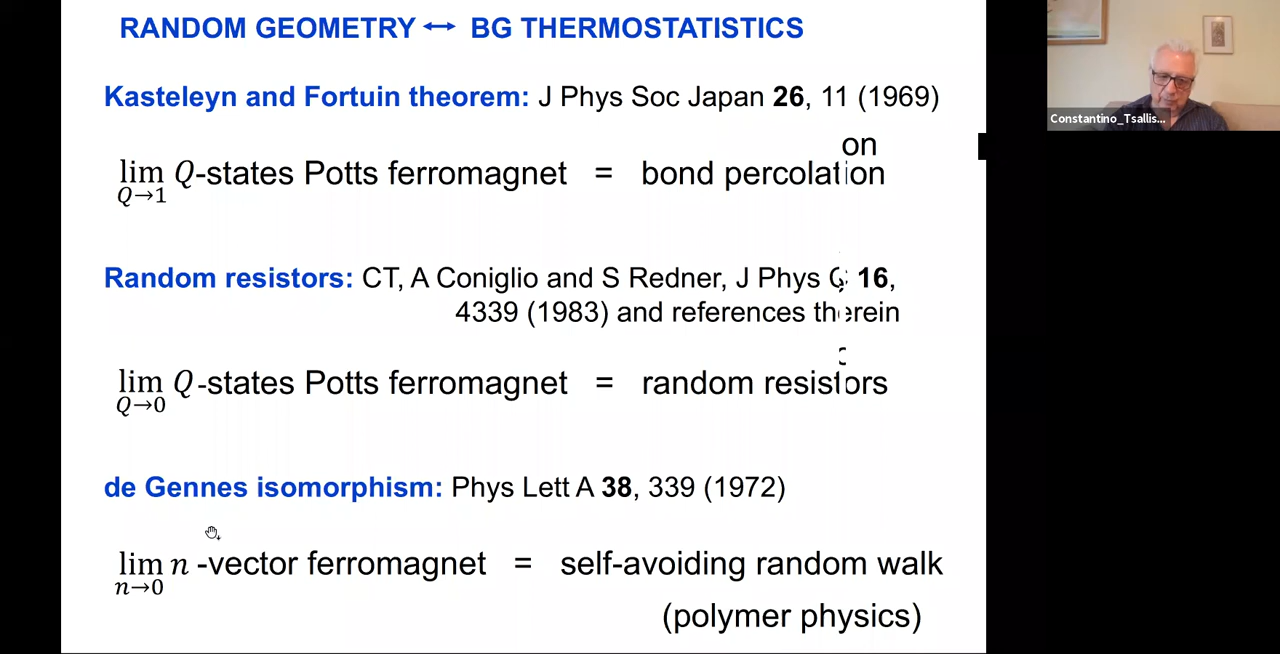 RANDOM GEOMETRY ↔ BG THERMOSTATISTICS
Kasteleyn and Fortuin theorem: J Phys Soc Japan 26, 11 (1969)
on
lim Q-states Potts ferromagnet = bond percolation
Q→1
Random resistors: CT, A Coniglio and S Redner, J Phys C 16,
4339 (1983) and references therein
lim Q-states Potts ferromagnet = random resistors
Q→0
de Gennes isomorphism: Phys Lett A 38, 339 (1972)
lim n-vector ferromagnet = self-avoiding random walk
n→0
(polymer physics)
Constantino_Tsallis...